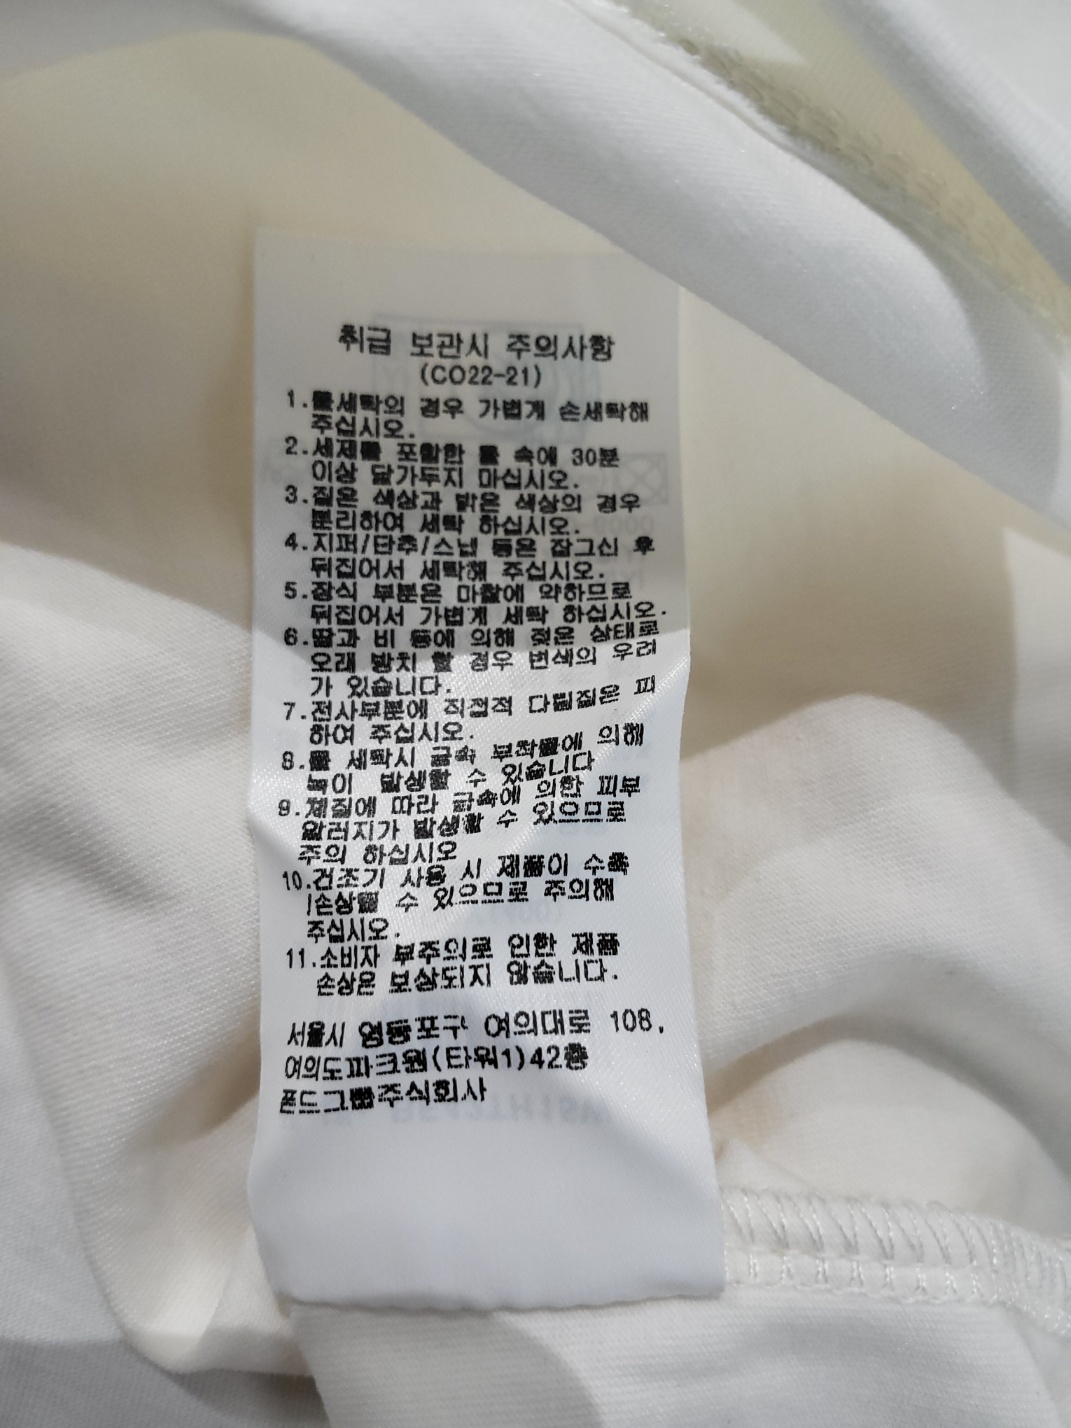 취급 보관시 주의사항
(CO22-21)
1.물세탁의 경우 가볍게 손세탁해
주십시오.
2.세제를 포함한 물 속에 30분
이상 담가두지 마십시오.
3.짙은 색상과 밝은 색상의 경우
분리하여 세탁 하십시오.
4.지퍼/단추/스냅 등은 잠그신 후
뒤집어서 세탁해 주십시오.
5.장식 부분은 마찰에 약하므로
뒤집어서 가볍게 세탁 하십시오.
6.땀과 비 등에 의해 젖은 상태로
오래 방치 할 경우 변색의 우려
가 있습니다.
7.전사부분에 직접적 다림질은 피
하여 주십시오.
8.물 세탁시 금속 부착물에 의해
녹이 발생할 수 있습니다
9.체질에 따라 금속에 의한 피부
알러지가 발생할 수 있으므로
주의 하십시오
10.건조기 사용 시 제품이 수축
손상될 수 있으므로 주의해
주십시오.
11.소비자 부주의로 인한 제품
손상은 보상되지 않습니다.
서울시 영등포구 여의대로 108,
여의도파크원(타워1)42층
폰드그룹주식회사